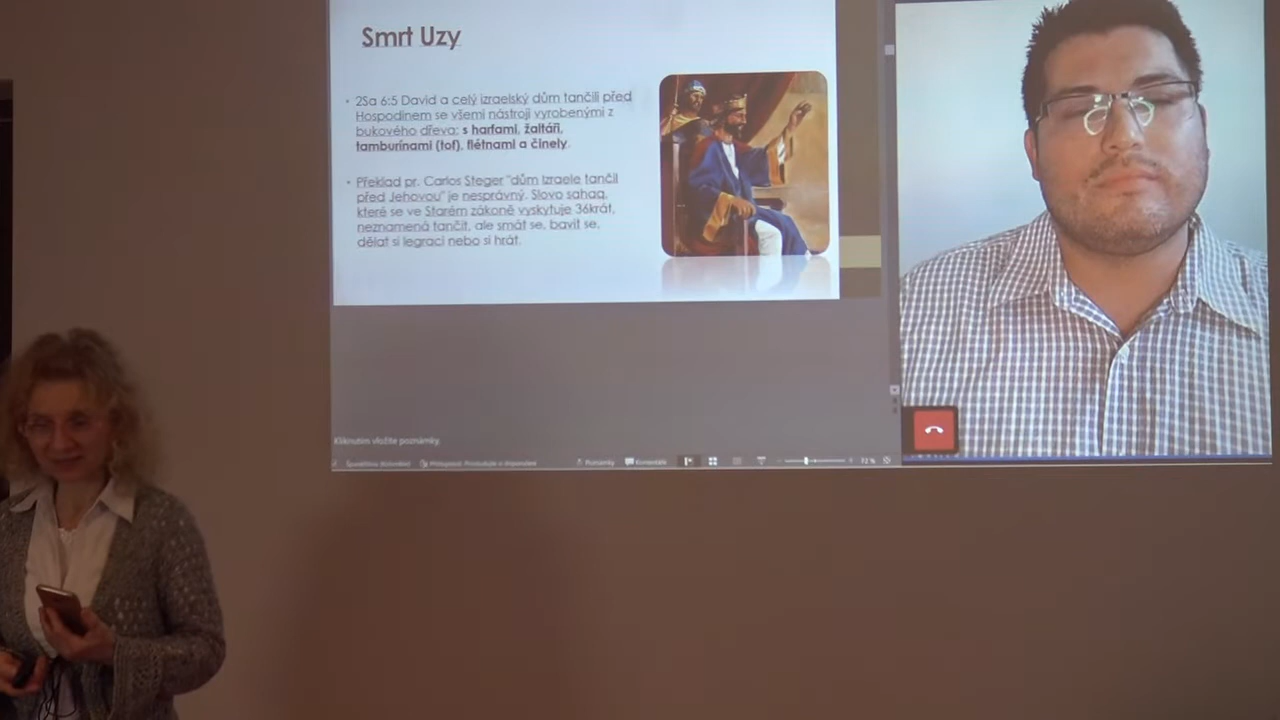 Smrt Uzy
• 2Sa 6:5 David a celý izraelský dům tančili před
Hospodinem se všemi nástroji vyrobenými z
bukového dřeva: s harfami, žaltáři,
tamburínami (tof), flétnami a činely.
• Překlad pr. Carlos Steger "dům Izraele tančil
před Jehovou" je nesprávný. Slovo sahaq,
které se ve Starém zákoně vyskytuje 36krát,
neznamená tančit, ale smát se, bavit se,
dělat si legraci nebo si hrát.
Kliknutím vložíte poznámky.
Poznámky Komentáře 72 %